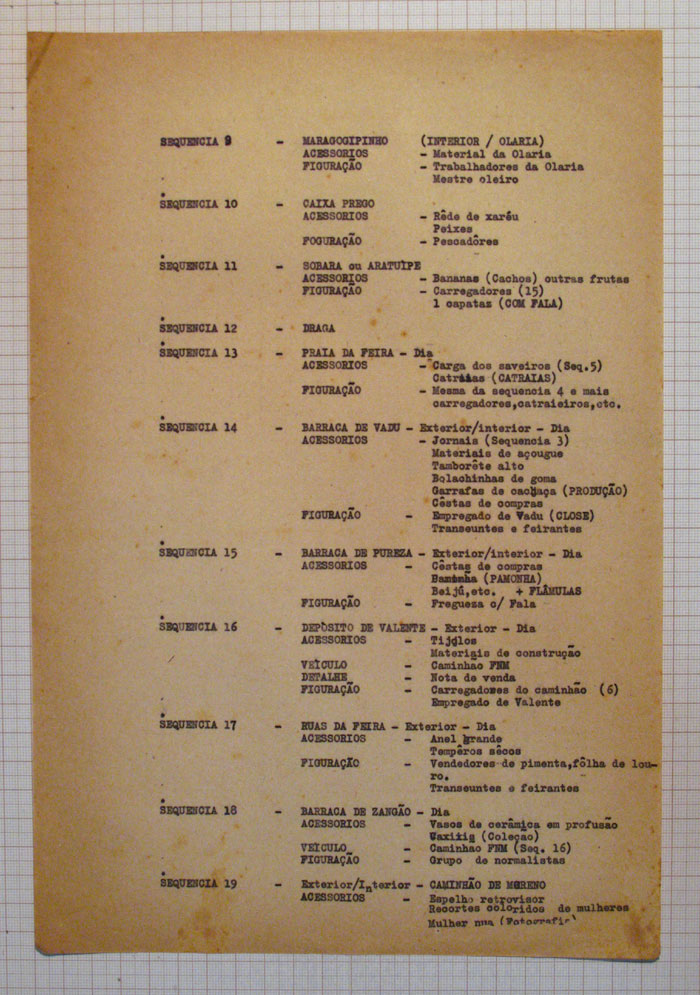 SEQUENCIA 9 - MARAGOGIPINHO (INTERIOR / OLARIA)
ACESSORIOS - Material da Olaria
FIGURAÇÃO - Trabalhadores da Olaria
Mestre oleiro
SEQUENCIA 10 - CAIXA PREGO
ACESSORIOS - Rêde de xaréu
Peixes
FOGURAÇÃO - Pescadôres
SEQUENCIA 11 - SOBARA ou ARATUÌPE
ACESSORIOS - Bananas (Cachos) outras frutas
FIGURAÇÃO - Carregadores (15)
1 capataz (COM FALA)
SEQUENCIA 12 - DRAGA
SEQUENCIA 13 - PRAIA DA FEIRA - Dia
ACESSORIOS - Carga dos saveiros (Seq.5)
Catraias (CATRAIAS)
FIGURAÇÃO - Mesma da sequencia 4 e mais
carregadores,catraieiros,etc.
SEQUENCIA 14 - BARRACA DE VADU - Exterior/interior - Dia
ACESSORIOS - Jornais (Sequencia 3)
Materiais de açougue
Tamborête alto
Bolachinhas de goma
Garrafas de cachaça (PRODUÇÃO)
Cêstas de compras
FIGURAÇÃO - Empregado de Vadu (CLOSE)
Transeuntes e feirantes
SEQUENCIA 15 - BARRACA DE PUREZA - Exterior/interior - Dia
ACESSORIOS - Cêstas de compras
(PAMONHA)
Beijú,etc. + FLÂMULAS
FIGURAÇÃO - Fregueza c/ Fala
SEQUENCIA 16 - DEPÒSITO DE VALENTE - Exterior - Dia
ACESSORIOS - Tijolos
Materiais de construção
VEÌCULO - Caminhao FNM
DETALHE - Nota de venda
FIGURAÇÃO - Carregadores do caminhão (6)
Empregado de Valente
SEQUENCIA 17 - RUAS DA FEIRA - Exterior - Dia
ACESSORIOS - Anel grande
Tempêros sêcos
FIGURAÇÃO - Vendedores de pimenta,fôlha de lou-
ro.
Transeuntes e feirantes
SEQUENCIA 18 - BARRACA DE ZANGÃO - Dia
ACESSORIOS - Vasos de cerâmica em profusão
Caxixis (Coleçao)
VEÌCULO - Caminhao FNM (Seq. 16)
FIGURAÇÃO - Grupo de normalistas
SEQUENCIA 19 - Exterior/Interior - CAMINHÃO DE MORENO
ACESSORIOS - Espelho retrovisor
Recortes coloridos de mulheres
Mulher nua (Fotografia)